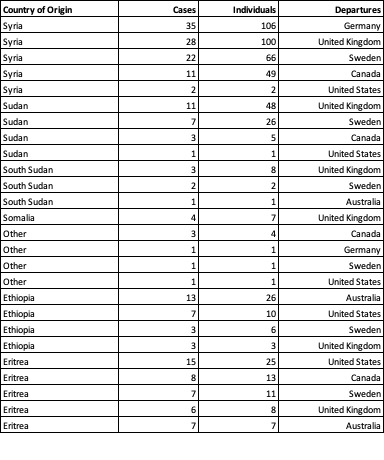 Country of Origin Cases Individuals Departures
Syria 35 106 Germany
Syria 28 100 United Kingdom
Syria 22 66 Sweden
Syria 11 49 Canada
Syria 2 2 United States
Sudan 11 48 United Kingdom
Sudan 7 26 Sweden
Sudan 3 5 Canada
Sudan 1 1 United States
South Sudan 3 8 United Kingdom
South Sudan 2 2 Sweden
South Sudan 1 1 Australia
Somalia 4 7 United Kingdom
Other 3 4 Canada
Other 1 1 Germany
Other 1 1 Sweden
Other 1 1 United States
Ethiopia 13 26 Australia
Ethiopia 7 10 United States
Ethiopia 3 6 Sweden
Ethiopia 3 3 United Kingdom
Eritrea 15 25 United States
Eritrea 8 13 Canada
Eritrea 7 11 Sweden
Eritrea 6 8 United Kingdom
Eritrea 7 7 Australia